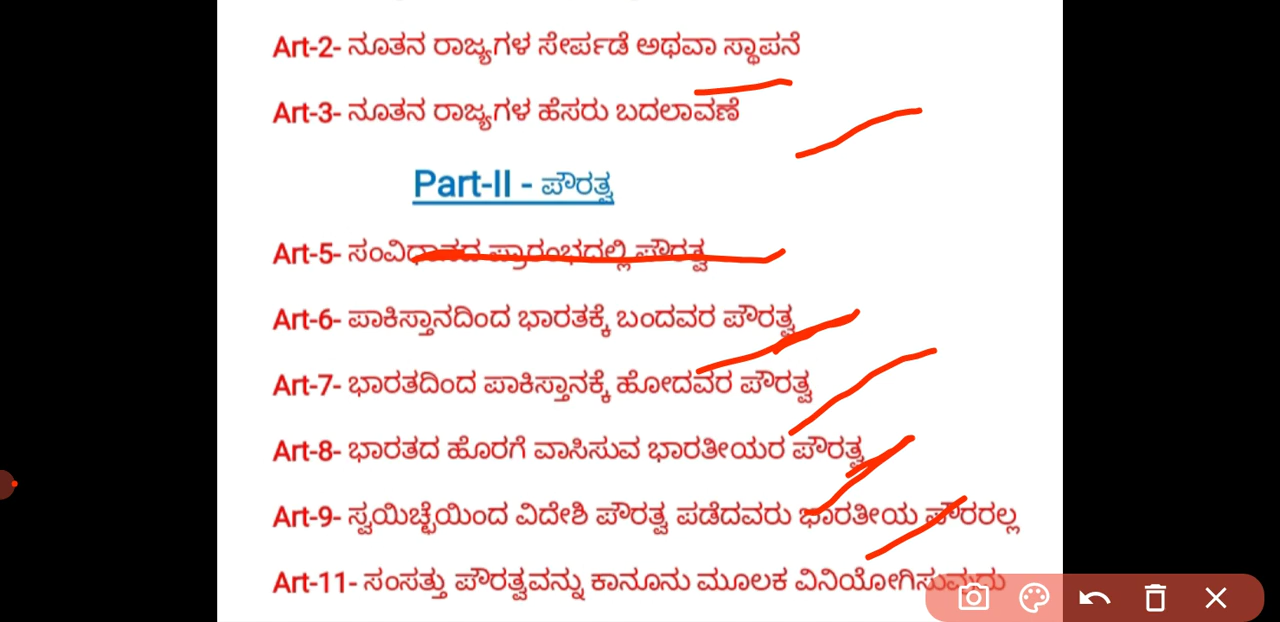 Art-2- ನೂತನ ರಾಜ್ಯಗಳ ಸೇರ್ಪಡೆ ಅಥವಾ ಸ್ಥಾಪನೆ
Art-3- ನೂತನ ರಾಜ್ಯಗಳ ಹೆಸರು ಬದಲಾವಣೆ
Part-II - ಪೌರತ್ವ
Art-5- ಸಂವಿಧಾನದ ಪ್ರಾರಂಭದಲ್ಲಿ ಪೌರತ್ವ
Art-6- ಪಾಕಿಸ್ತಾನದಿಂದ ಭಾರತಕ್ಕೆ ಬಂದವರ ಪೌರತ್ವ
Art-7- ಭಾರತದಿಂದ ಪಾಕಿಸ್ತಾನಕ್ಕೆ ಹೋದವರ ಪೌರತ್ವ
Art-8- ಭಾರತದ ಹೊರಗೆ ವಾಸಿಸುವ ಭಾರತೀಯರ ಪೌರತ್ವ
Art-9- ಸ್ವಯಿಚ್ಛೆಯಿಂದ ವಿದೇಶಿ ಪೌರತ್ವ ಪಡೆದವರು ಭಾರತೀಯ ಪೌರರಲ್ಲ
Art-11- ಸಂಸತ್ತು ಪೌರತ್ವವನ್ನು ಕಾನೂನು ಮೂಲಕ ವಿನಿಯೋಗಿಸುವುದು